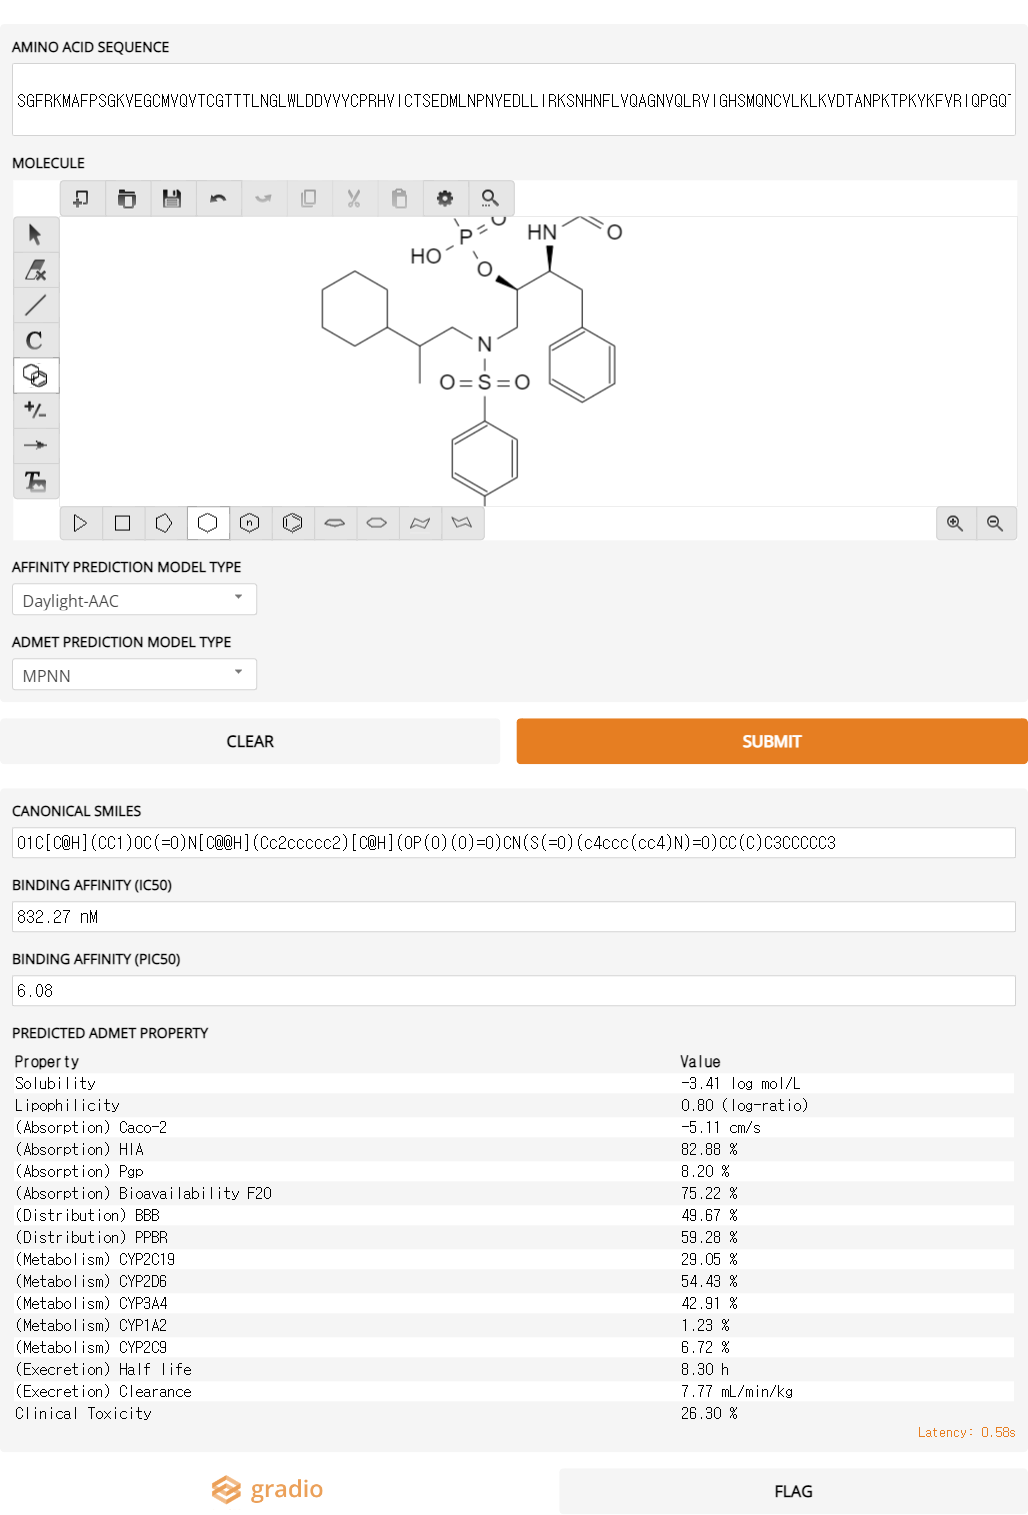 AMINO ACID SEQUENCE
SGFRKMAFPSGKVEGCMVQVTCGTTTLNGLWLDDVVYCPRHVICTSEDMLNPNYEDLLIRKSNHNFLVQAGNVQLRVIGHSMQNCVLKLKVDTANPKTPKYKFVRIQPGQT
MOLECULE
HN
O
P
O
HO
O
N
O=S=O
C
+/-
T
n
AFFINITY PREDICTION MODEL TYPE
Daylight-AAC
ADMET PREDICTION MODEL TYPE
MPNN
CLEAR
SUBMIT
CANONICAL SMILES
O1C[C@H](CC1)OC(=O)N[C@@H](Cc2ccccc2)[C@H](OP(O)(O)=O)CN(S(=O)(c4ccc(cc4)N)=O)CC(C)C3CCCCC3
BINDING AFFINITY (IC50)
832.27 nM
BINDING AFFINITY (PIC50)
6.08
PREDICTED ADMET PROPERTY
Property Value
Solubility -3.41 log mol/L
Lipophilicity 0.80 (log-ratio)
(Absorption) Caco-2 -5.11 cm/s
(Absorption) HIA 82.88 %
(Absorption) Pgp 8.20 %
(Absorption) Bioavailability F20 75.22 %
(Distribution) BBB 49.67 %
(Distribution) PPBR 59.28 %
(Metabolism) CYP2C19 29.05 %
(Metabolism) CYP2D6 54.43 %
(Metabolism) CYP3A4 42.91 %
(Metabolism) CYP1A2 1.23 %
(Metabolism) CYP2C9 6.72 %
(Execretion) Half life 8.30 h
(Execretion) Clearance 7.77 mL/min/kg
Clinical Toxicity 26.30 %
Latency: 0.58s
gradio
FLAG